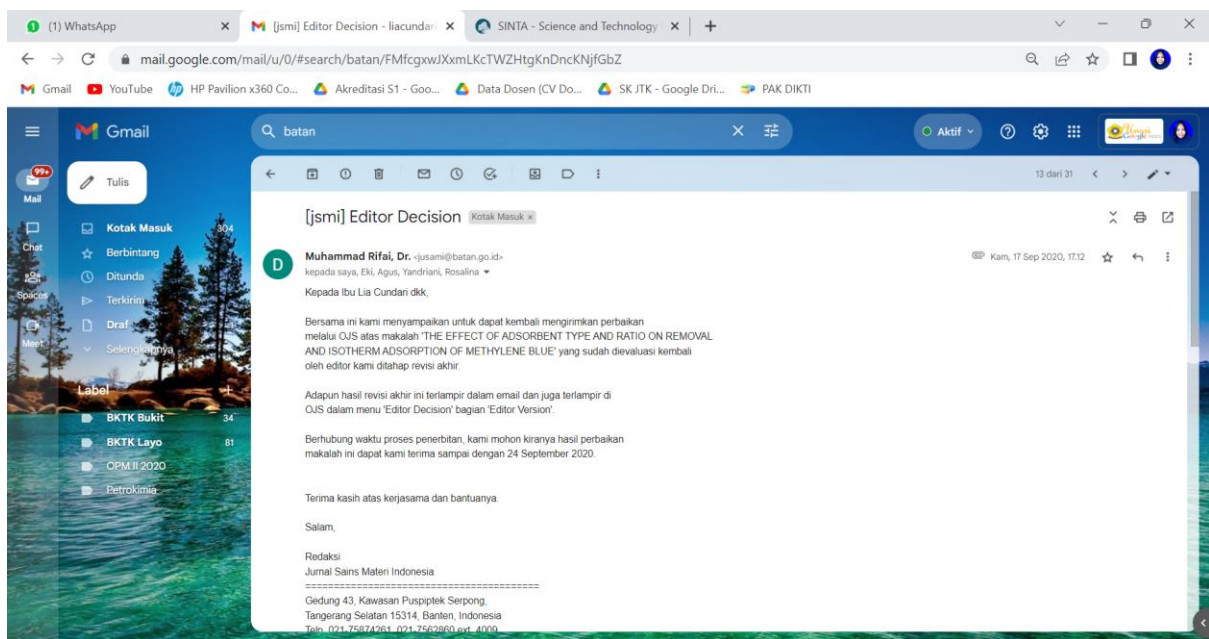 (1) WhatsApp
[jsmi] Editor Decision - liacundari
SINTA - Science and Technology
mail.google.com/mail/u/0/#search/batan/FMfcgxwJXxmLKcTWZHtgKnDncKNjfGbZ
Gmail
YouTube
HP Pavilion x360 Co...
Akreditasi S1 - Goo...
Data Dosen (CV Do...
SK JTK - Google Dri...
PAK DIKTI
Gmail
batan
Aktif
99+
Mail
Chat
Spaces
Meet
Tulis
Kotak Masuk 304
Berbintang
Ditunda
Terkirim
Draf
Selengkapnya
Label
BKTK Bukit 34
BKTK Layo 81
OPM II 2020
Petrokimia
13 dari 31
[jsmi] Editor Decision Kotak Masuk x
D
Muhammad Rifai, Dr. <jusami@batan.go.id>
Kam, 17 Sep 2020, 17.12
kepada saya, Eki, Agus, Yandriani, Rosalina
Kepada Ibu Lia Cundari dkk,
Bersama ini kami menyampaikan untuk dapat kembali mengirimkan perbaikan
melalui OJS atas makalah 'THE EFFECT OF ADSORBENT TYPE AND RATIO ON REMOVAL
AND ISOTHERM ADSORPTION OF METHYLENE BLUE' yang sudah dievaluasi kembali
oleh editor kami ditahap revisi akhir.
Adapun hasil revisi akhir ini terlampir dalam email dan juga terlampir di
OJS dalam menu 'Editor Decision' bagian 'Editor Version'.
Berhubung waktu proses penerbitan, kami mohon kiranya hasil perbaikan
makalah ini dapat kami terima sampai dengan 24 September 2020.
Terima kasih atas kerjasama dan bantuanya.
Salam,
Redaksi
Jurnal Sains Materi Indonesia
==========================================
Gedung 43, Kawasan Puspiptek Serpong,
Tangerang Selatan 15314, Banten, Indonesia
Telp. 021-75874261, 021-7562860 ext. 4009